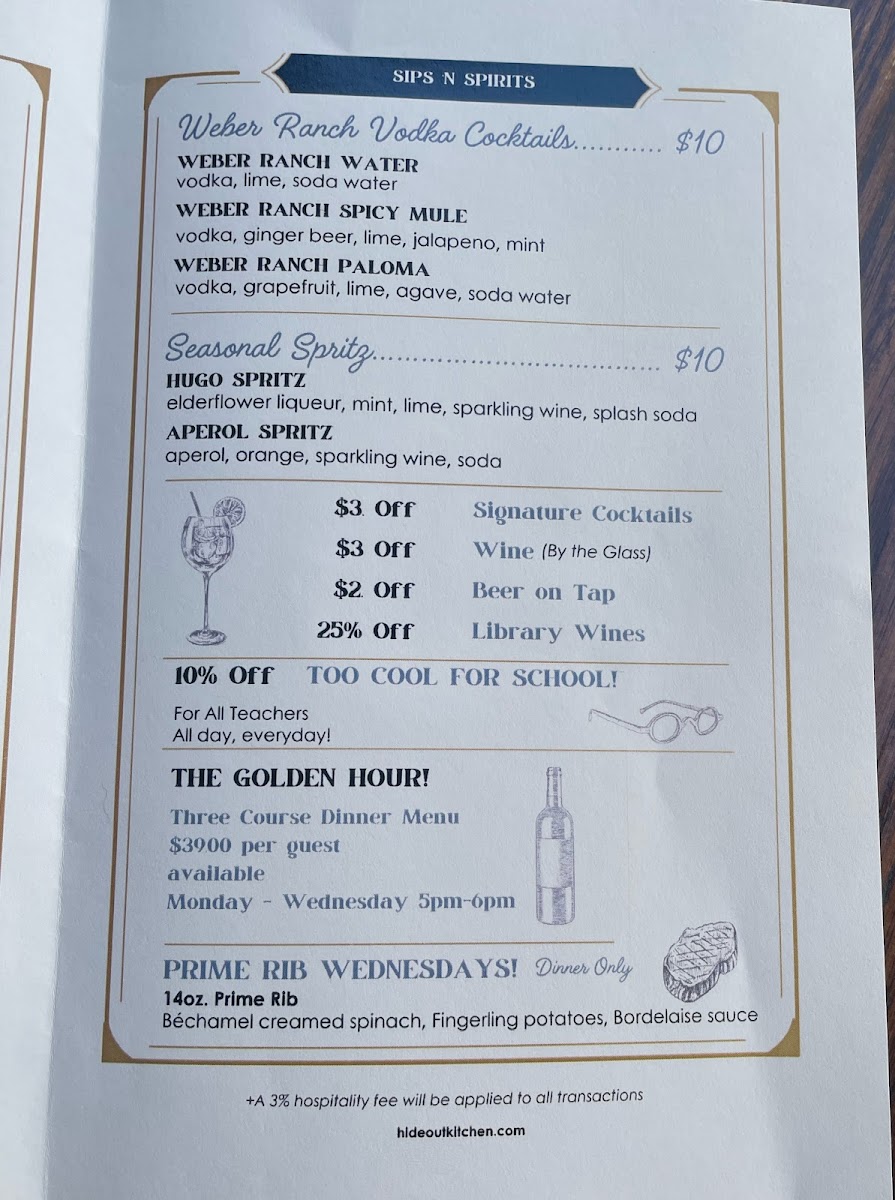 SIPS 'N SPIRITS
Weber Ranch Vodka Cocktails........... $10
WEBER RANCH WATER
vodka, lime, soda water
WEBER RANCH SPICY MULE
vodka, ginger beer, lime, jalapeno, mint
WEBER RANCH PALOMA
vodka, grapefruit, lime, agave, soda water
Seasonal Spritz..................................... $10
HUGO SPRITZ
elderflower liqueur, mint, lime, sparkling wine, splash soda
APEROL SPRITZ
aperol, orange, sparkling wine, soda
$3 Off Signature Cocktails
$3 Off Wine (By the Glass)
$2 Off Beer on Tap
25% Off Library Wines
10% Off TOO COOL FOR SCHOOL!
For All Teachers
All day, everyday!
THE GOLDEN HOUR!
Three Course Dinner Menu
$39.00 per guest
available
Monday - Wednesday 5pm-6pm
PRIME RIB WEDNESDAYS! Dinner Only
14oz. Prime Rib
Béchamel creamed spinach, Fingerling potatoes, Bordelaise sauce
+A 3% hospitality fee will be applied to all transactions
hideoutkitchen.com